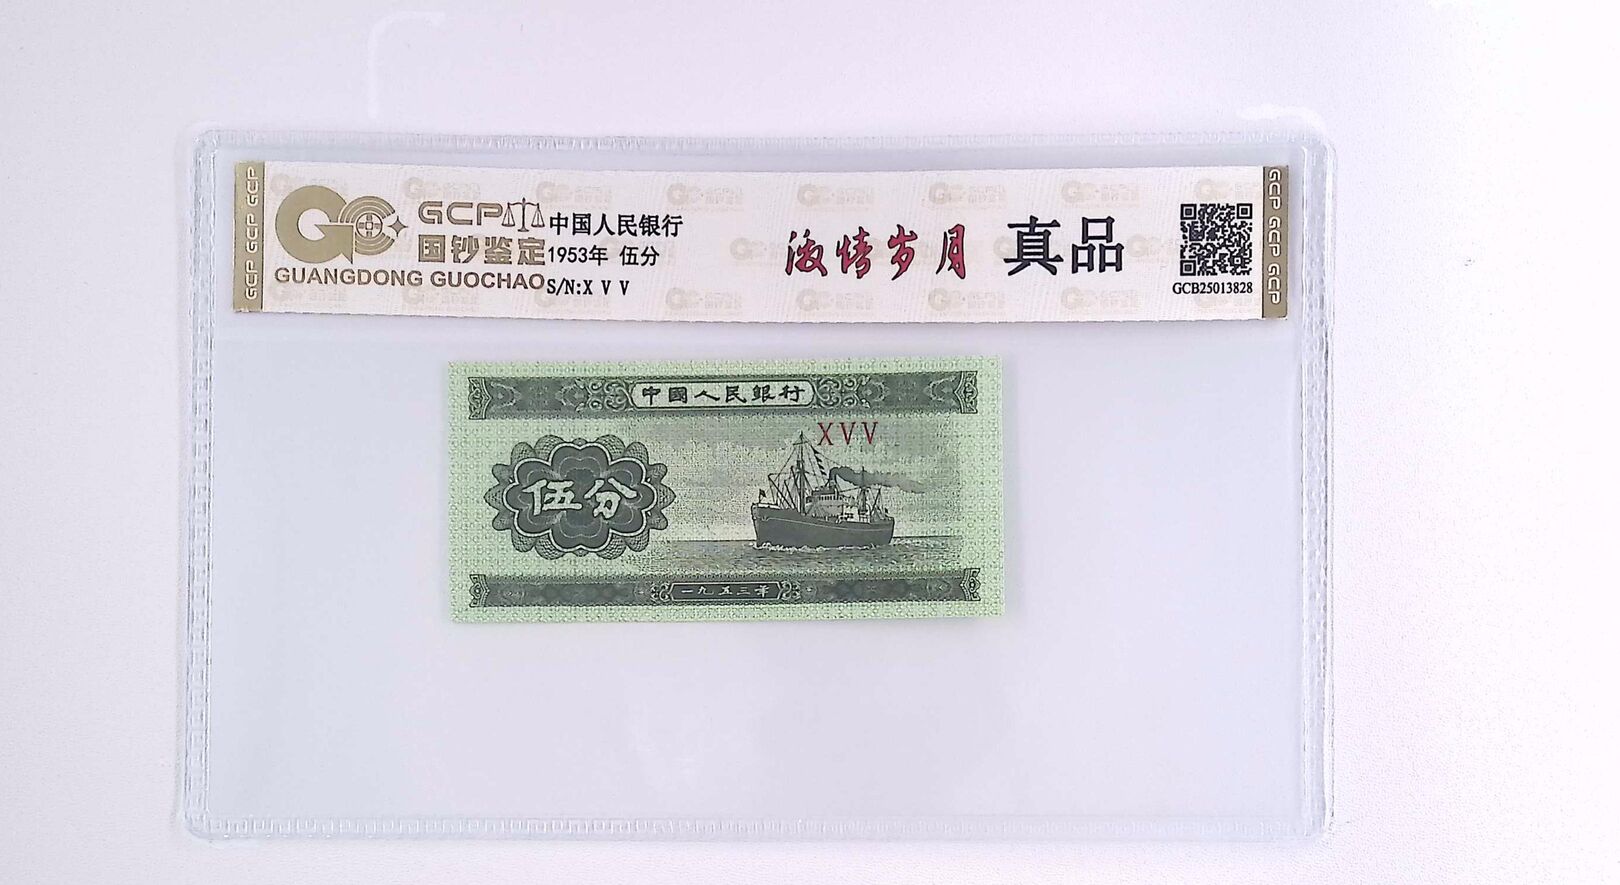 GCP GCP GCP
GCP
国钞鉴定
GUANGDONG GUOCHAO
中国人民银行
1953年 伍分
S/N:X V V
激情岁月
真品
GCB25013828
GCP GCP GCP
中國人民銀行
XVV
伍分
一九五三年